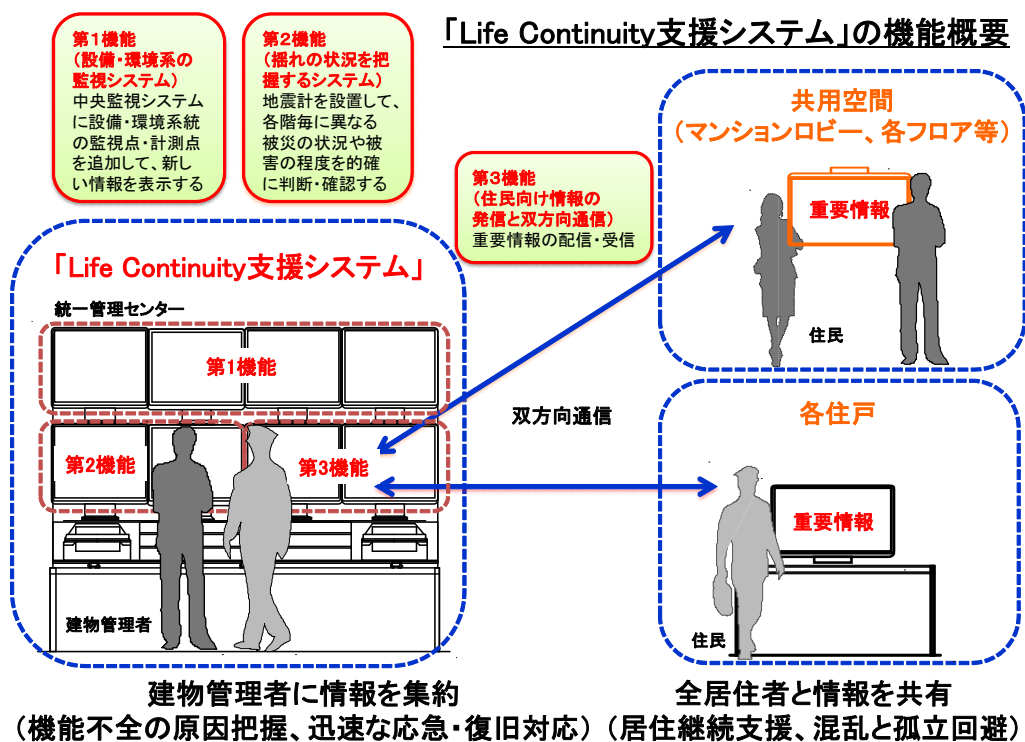 「Life Continuity支援システム」の機能概要
第1機能
(設備・環境系の
監視システム)
中央監視システム
に設備・環境系統
の監視点・計測点
を追加して、新し
い情報を表示する
第2機能
(揺れの状況を把
握するシステム)
地震計を設置して、
各階毎に異なる
被災の状況や被
害の程度を的確
に判断・確認する
第3機能
(住民向け情報の
発信と双方向通信)
重要情報の配信・受信
「Life Continuity支援システム」
統一管理センター
第1機能
第2機能
第3機能
建物管理者
双方向通信
共用空間
(マンションロビー、各フロア等)
重要情報
住民
各住戸
重要情報
住民
建物管理者に情報を集約
(機能不全の原因把握、迅速な応急・復旧対応)
全居住者と情報を共有
(居住継続支援、混乱と孤立回避)